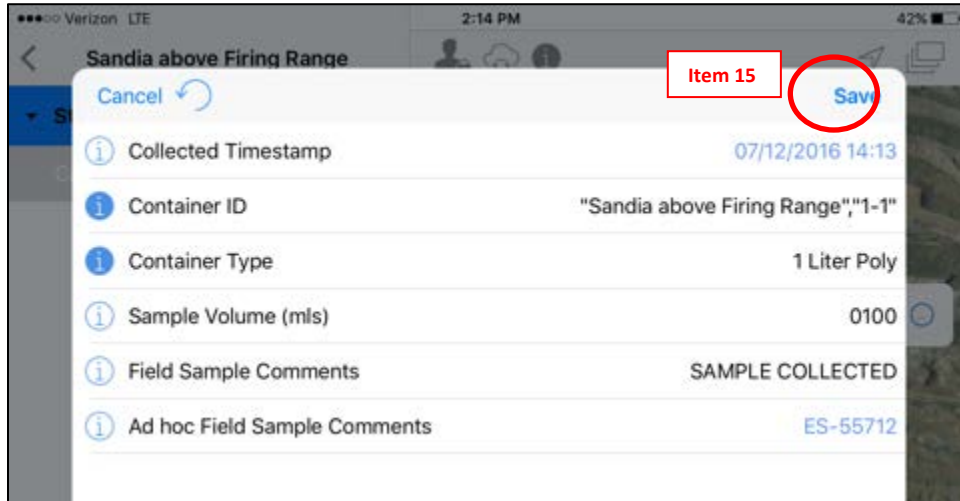 Verizon LTE 2:14 PM 42%
Sandia above Firing Range
Item 15
Cancel Save
Collected Timestamp 07/12/2016 14:13
Container ID "Sandia above Firing Range","1-1"
Container Type 1 Liter Poly
Sample Volume (mls) 0100
Field Sample Comments SAMPLE COLLECTED
Ad hoc Field Sample Comments ES-55712